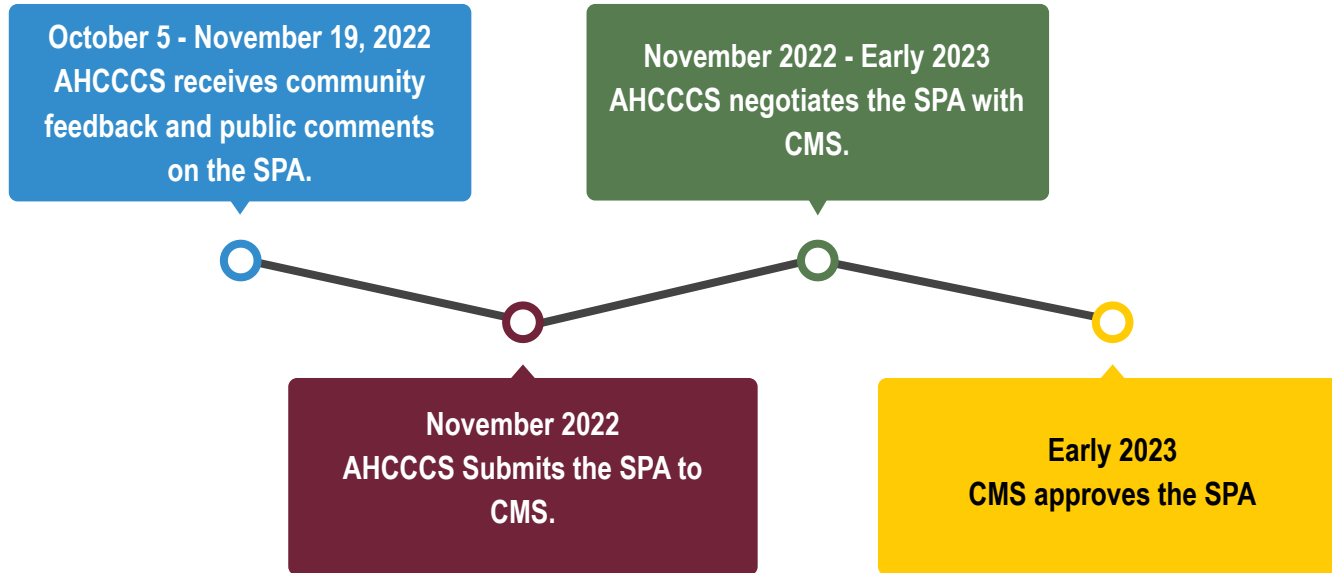 October 5 - November 19, 2022
AHCCCS receives community
feedback and public comments
on the SPA.
November 2022
AHCCCS Submits the SPA to
CMS.
November 2022 - Early 2023
AHCCCS negotiates the SPA with
CMS.
Early 2023
CMS approves the SPA